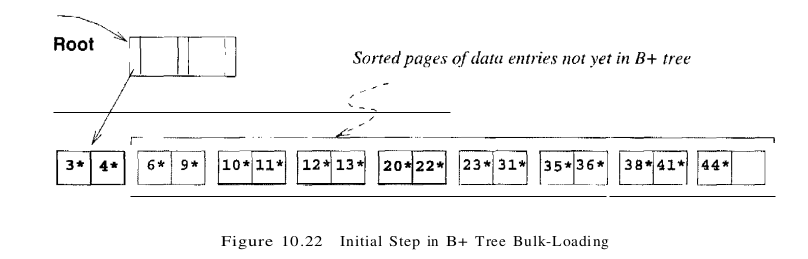 Root
Sorted pages of data entries not yet in B+ tree
3* 4* 6* 9* 10* 11* 12* 13* 20* 22* 23* 31* 35* 36* 38* 41* 44*
Figure 10.22 Initial Step in B+ Tree Bulk-Loading